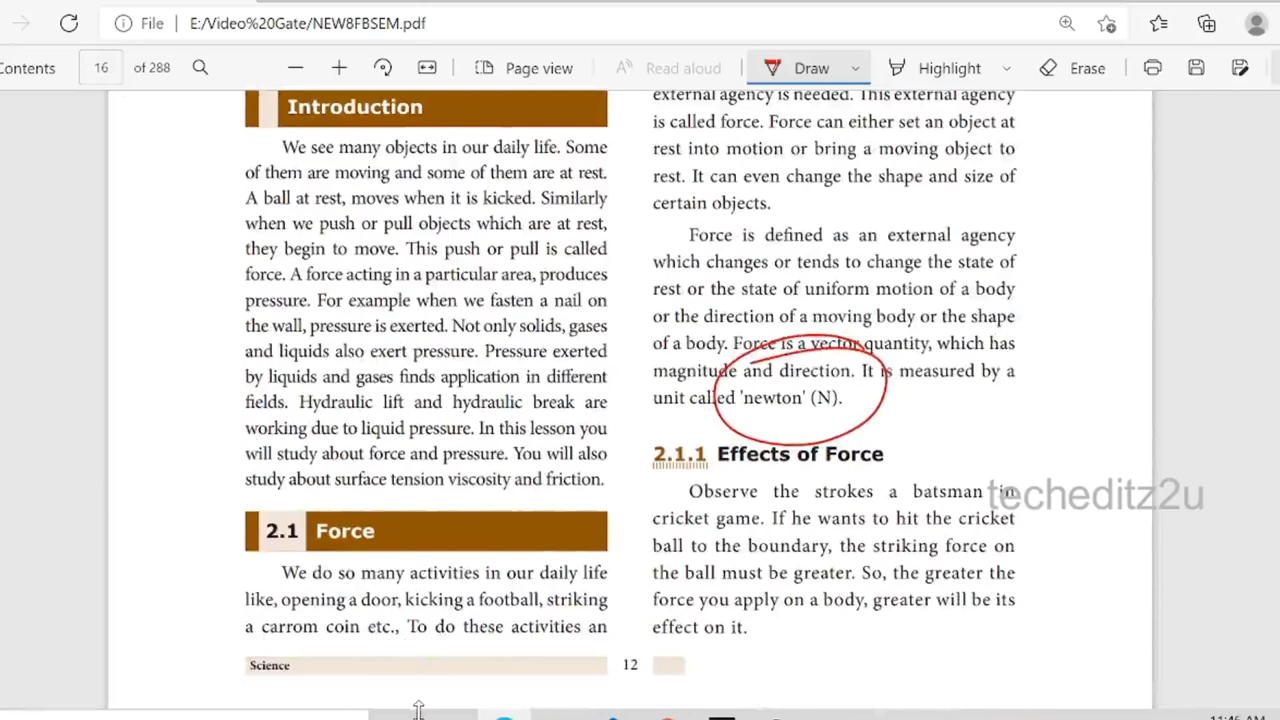 File | E:/Video%20Gate/NEW8FBSEM.pdf
Contents 16 of 288 Page view Read aloud Draw Highlight Erase
Introduction
We see many objects in our daily life. Some
of them are moving and some of them are at rest.
A ball at rest, moves when it is kicked. Similarly
when we push or pull objects which are at rest,
they begin to move. This push or pull is called
force. A force acting in a particular area, produces
pressure. For example when we fasten a nail on
the wall, pressure is exerted. Not only solids, gases
and liquids also exert pressure. Pressure exerted
by liquids and gases finds application in different
fields. Hydraulic lift and hydraulic break are
working due to liquid pressure. In this lesson you
will study about force and pressure. You will also
study about surface tension viscosity and friction.
2.1 Force
We do so many activities in our daily life
like, opening a door, kicking a football, striking
a carrom coin etc., To do these activities an
external agency is needed. This external agency
is called force. Force can either set an object at
rest into motion or bring a moving object to
rest. It can even change the shape and size of
certain objects.
Force is defined as an external agency
which changes or tends to change the state of
rest or the state of uniform motion of a body
or the direction of a moving body or the shape
of a body. Force is a vector quantity, which has
magnitude and direction. It is measured by a
unit called 'newton' (N).
2.1.1 Effects of Force
Observe the strokes a batsman in
cricket game. If he wants to hit the cricket
ball to the boundary, the striking force on
the ball must be greater. So, the greater the
force you apply on a body, greater will be its
effect on it.
techeditz2u
Science 12
11:46 AM